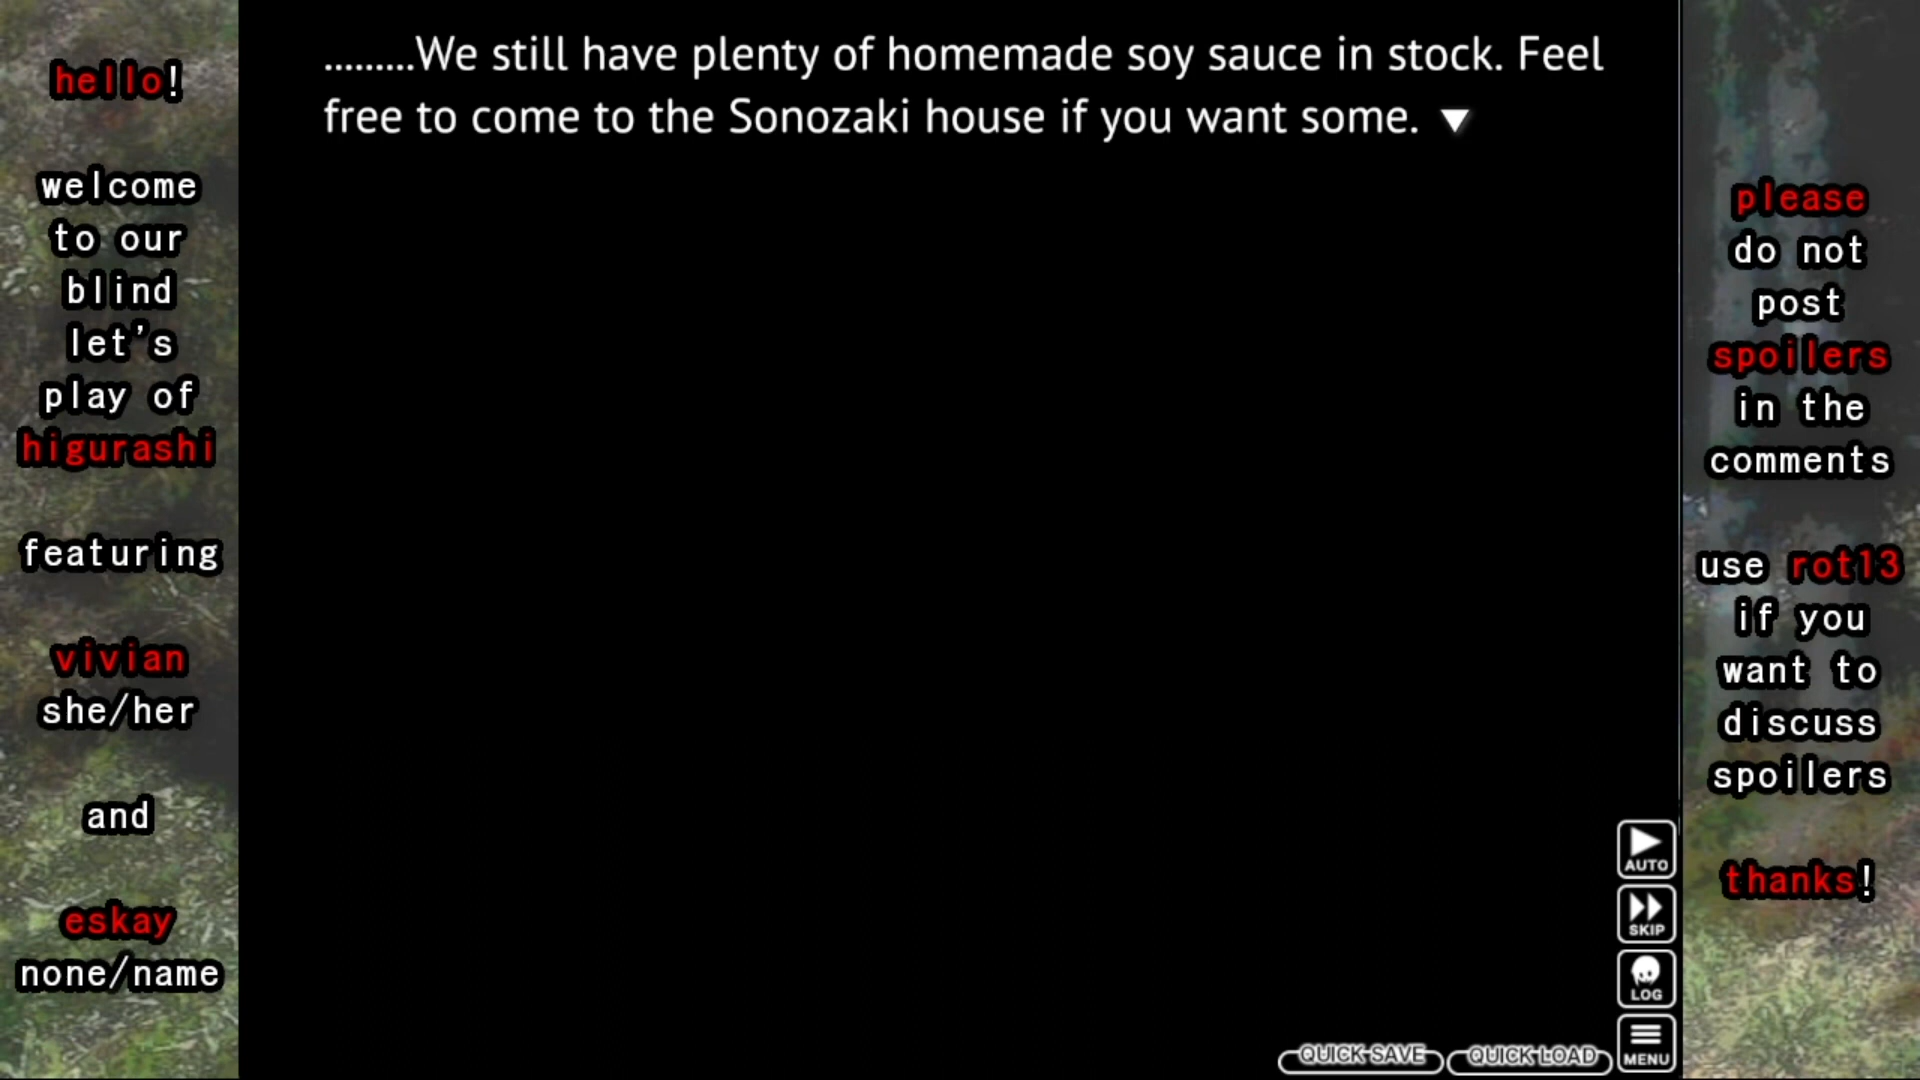 hello!
welcome
to our
blind
let's
play of
higurashi
featuring
vivian
she/her
and
eskay
none/name
.........We still have plenty of homemade soy sauce in stock. Feel
free to come to the Sonozaki house if you want some.
AUTO
SKIP
LOG
MENU
QUICK SAVE
QUICK LOAD
please
do not
post
spoilers
in the
comments
use rot13
if you
want to
discuss
spoilers
thanks!